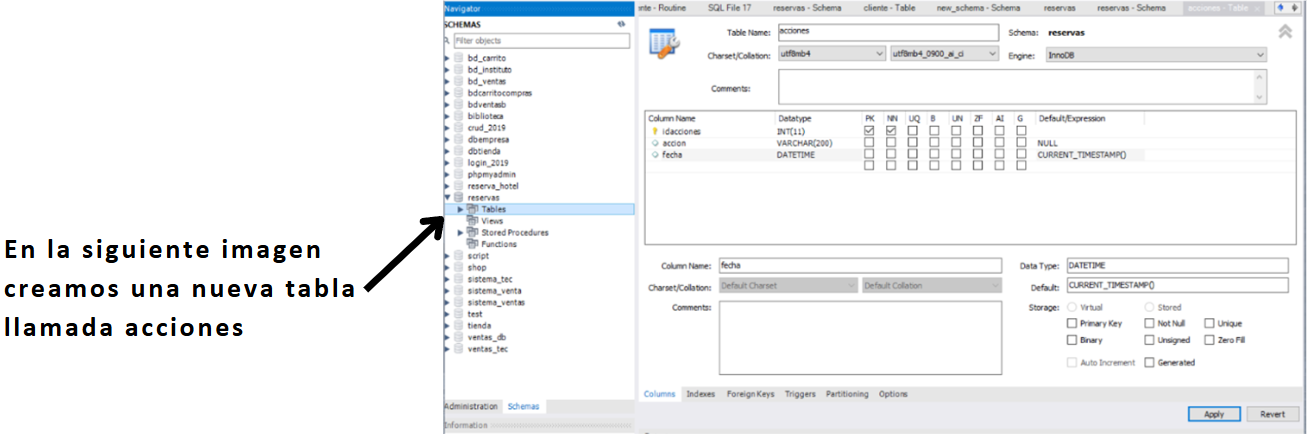 En la siguiente imagen
creamos una nueva tabla
llamada acciones
Navigator
SCHEMAS
Filter objects
bd_carrito
bd_instituto
bd_ventas
bdcarritocompras
bdventasb
biblioteca
crud_2019
dbempresa
dbtienda
login_2019
phpmyadmin
reserva_hotel
reservas
Tables
Views
Stored Procedures
Functions
script
shop
sistema_tec
sistema_venta
sistema_ventas
test
tienda
ventas_db
ventas_tec
Administration Schemas
Information
nte - Routine SQL File 17 reservas - Schema cliente - Table new_schema - Schema reservas reservas - Schema acciones - Table
Table Name: acciones Schema: reservas
Charset/Collation: utf8mb4 utf8mb4_0900_ai_ci Engine: InnoDB
Comments:
Column Name Datatype PK NN UQ B UN ZF AI G Default/Expression
idacciones INT(11)
accion VARCHAR(200) NULL
fecha DATETIME CURRENT_TIMESTAMP()
Column Name: fecha Data Type: DATETIME
Charset/Collation: Default Charset Default Collation Default: CURRENT_TIMESTAMP()
Comments: Storage: Virtual Stored
Primary Key Not Null Unique
Binary Unsigned Zero Fill
Auto Increment Generated
Columns Indexes Foreign Keys Triggers Partitioning Options
Apply Revert